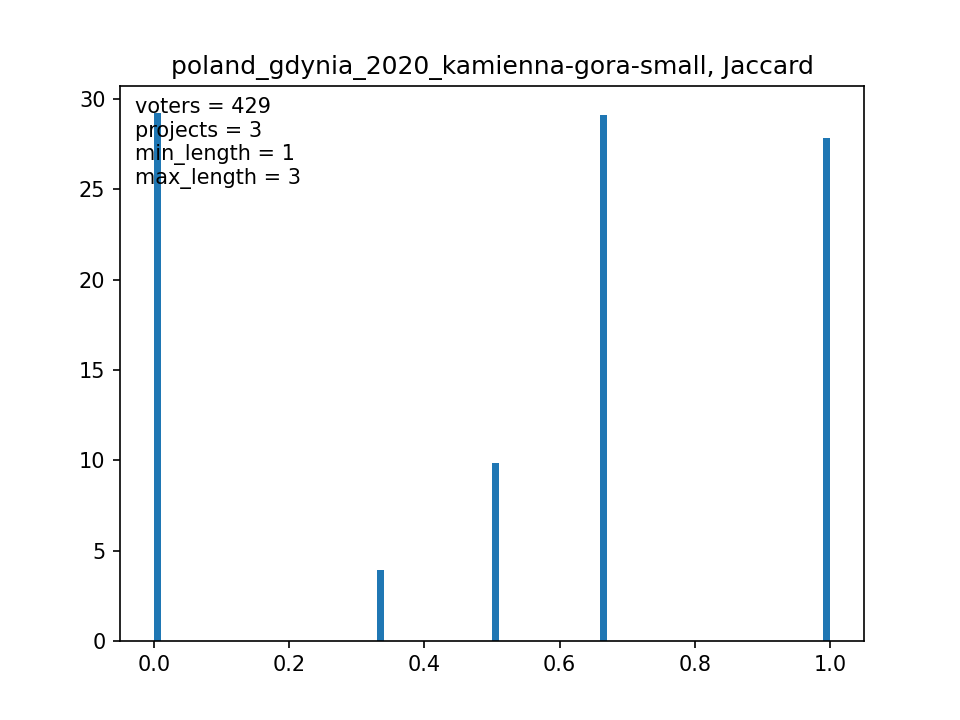 poland_gdynia_2020_kamienna-gora-small, Jaccard
voters = 429
projects = 3
min_length = 1
max_length = 3
30
25
20
15
10
5
0
0.0 0.2 0.4 0.6 0.8 1.0